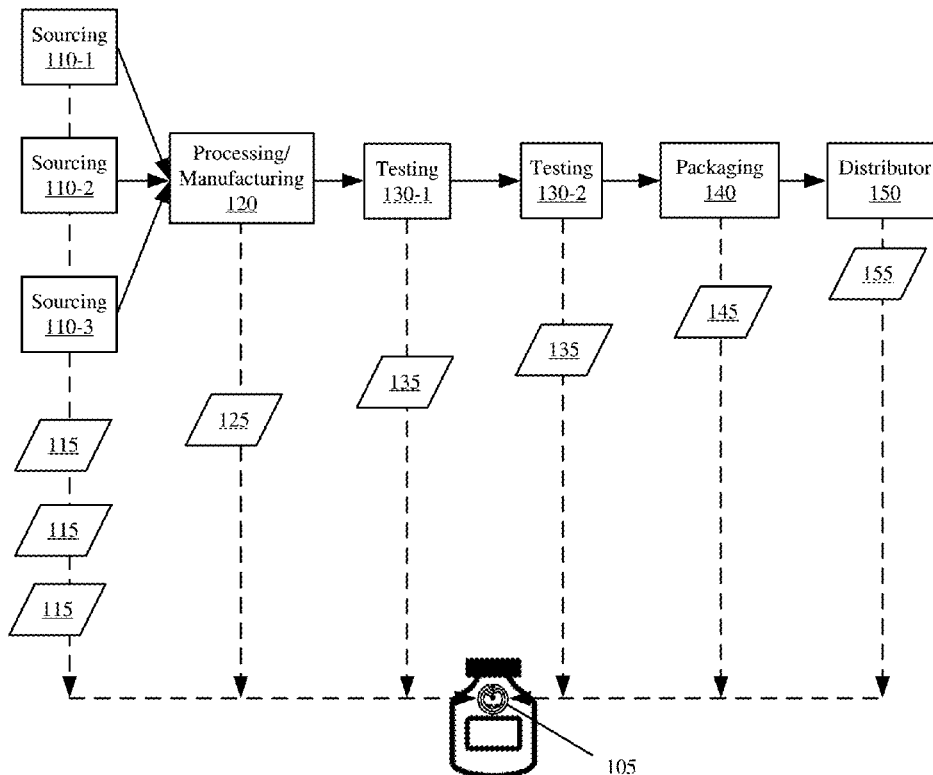 Sourcing
110-1
Sourcing
110-2
Sourcing
110-3
Processing/
Manufacturing
120
Testing
130-1
Testing
130-2
Packaging
140
Distributor
150
155
145
135
135
125
115
115
115
105